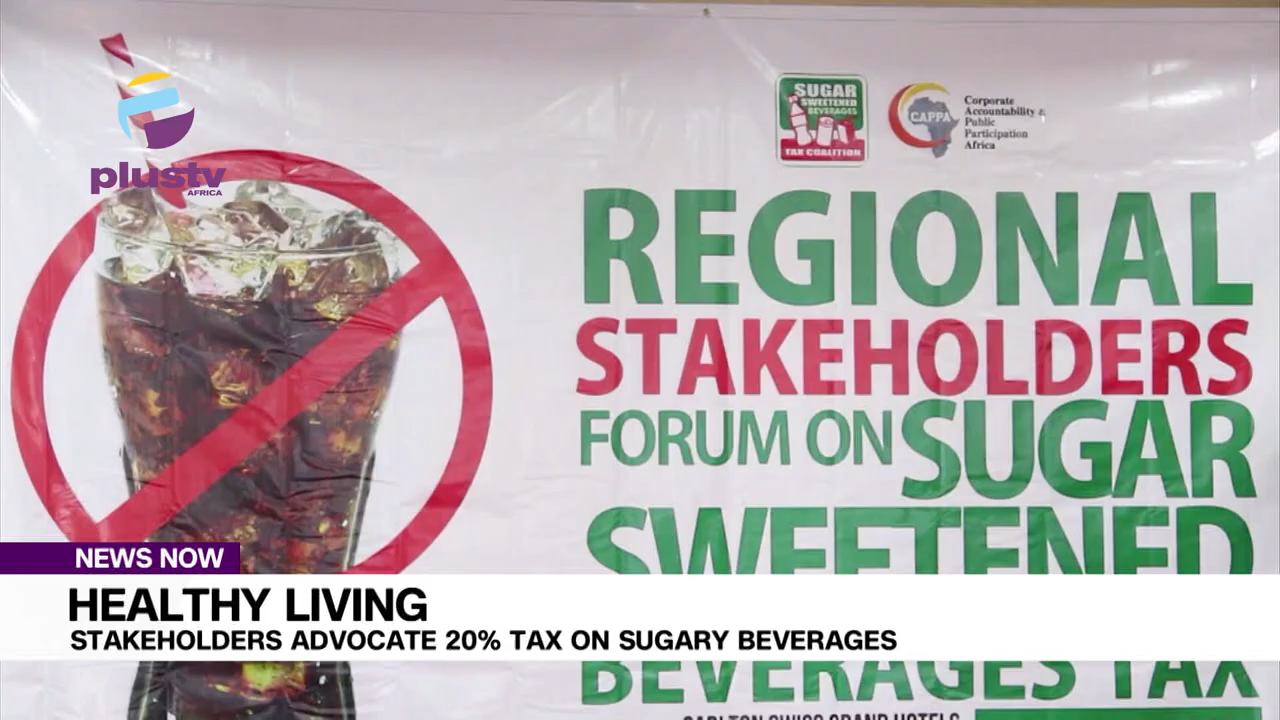 plustv
AFRICA
SUGAR
SWEETENED
BEVERAGES
TAX COALITION
CAPPA
Corporate
Accountability &
Public
Participation
Africa
REGIONAL
STAKEHOLDERS
FORUM ON SUGAR
SWEETENED
BEVERAGES TAX
NEWS NOW
HEALTHY LIVING
STAKEHOLDERS ADVOCATE 20% TAX ON SUGARY BEVERAGES